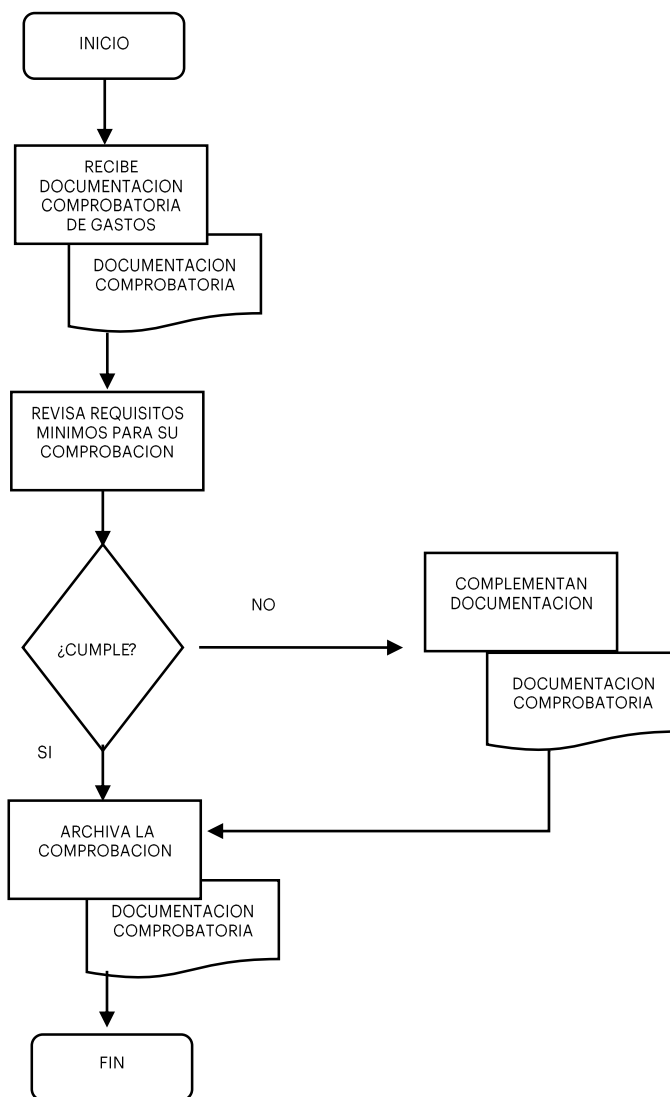 INICIO
RECIBE
DOCUMENTACION
COMPROBATORIA
DE GASTOS
DOCUMENTACION
COMPROBATORIA
REVISA REQUISITOS
MINIMOS PARA SU
COMPROBACION
¿CUMPLE?
NO
COMPLEMENTAN
DOCUMENTACION
DOCUMENTACION
COMPROBATORIA
SI
ARCHIVA LA
COMPROBACION
DOCUMENTACION
COMPROBATORIA
FIN